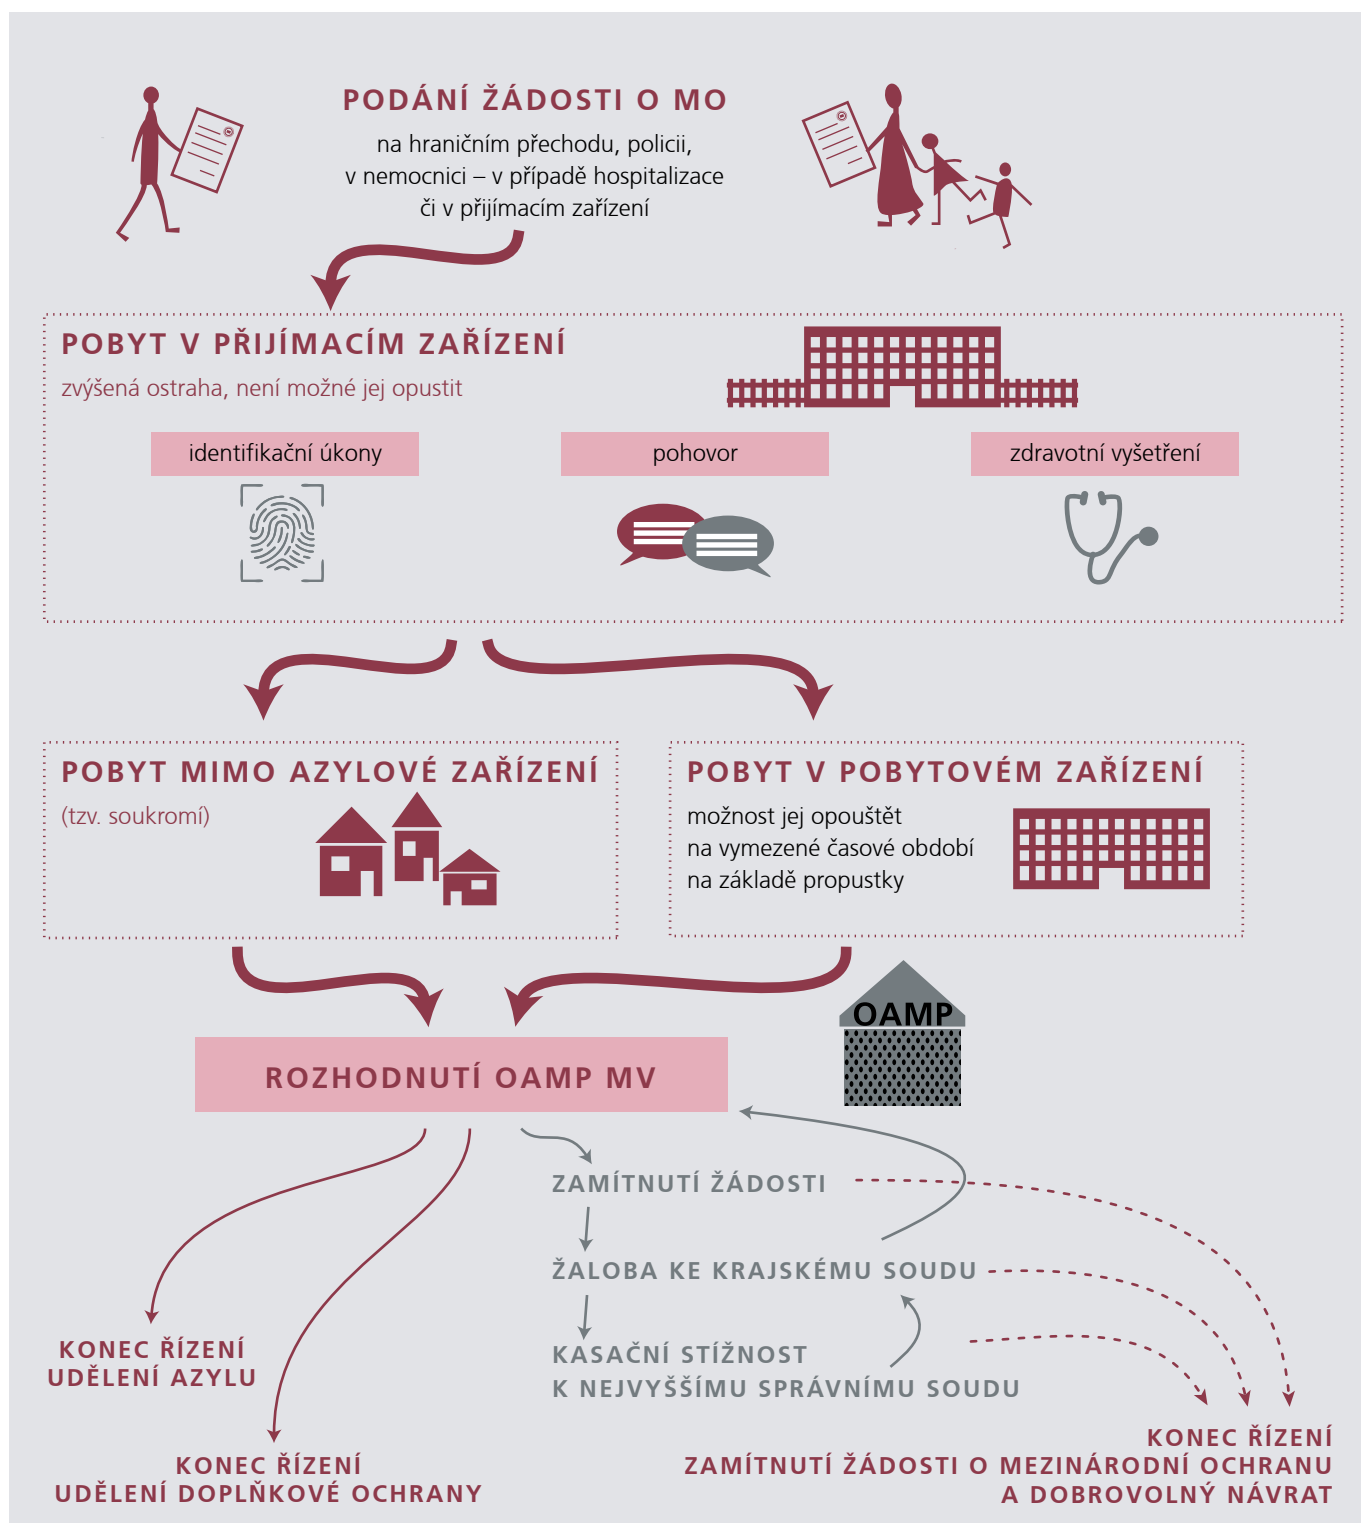 PODÁNÍ ŽÁDOSTI O MO
na hraničním přechodu, policii,
v nemocnici – v případě hospitalizace
či v přijímacím zařízení
POBYT V PŘIJÍMACÍM ZAŘÍZENÍ
zvýšená ostraha, není možné jej opustit
identifikační úkony
pohovor
zdravotní vyšetření
POBYT MIMO AZYLOVÉ ZAŘÍZENÍ
(tzv. soukromí)
POBYT V POBYTOVÉM ZAŘÍZENÍ
možnost jej opouštět
na vymezené časové období
na základě propustky
OAMP
ROZHODNUTÍ OAMP MV
ZAMÍTNUTÍ ŽÁDOSTI
ŽALOBA KE KRAJSKÉMU SOUDU
KASAČNÍ STÍŽNOST
K NEJVYŠŠÍMU SPRÁVNÍMU SOUDU
KONEC ŘÍZENÍ
UDĚLENÍ AZYLU
KONEC ŘÍZENÍ
UDĚLENÍ DOPLŇKOVÉ OCHRANY
KONEC ŘÍZENÍ
ZAMÍTNUTÍ ŽÁDOSTI O MEZINÁRODNÍ OCHRANU
A DOBROVOLNÝ NÁVRAT